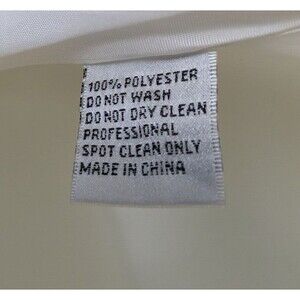 100% POLYESTER
DO NOT WASH
DO NOT DRY CLEAN
PROFESSIONAL
SPOT CLEAN ONLY
MADE IN CHINA